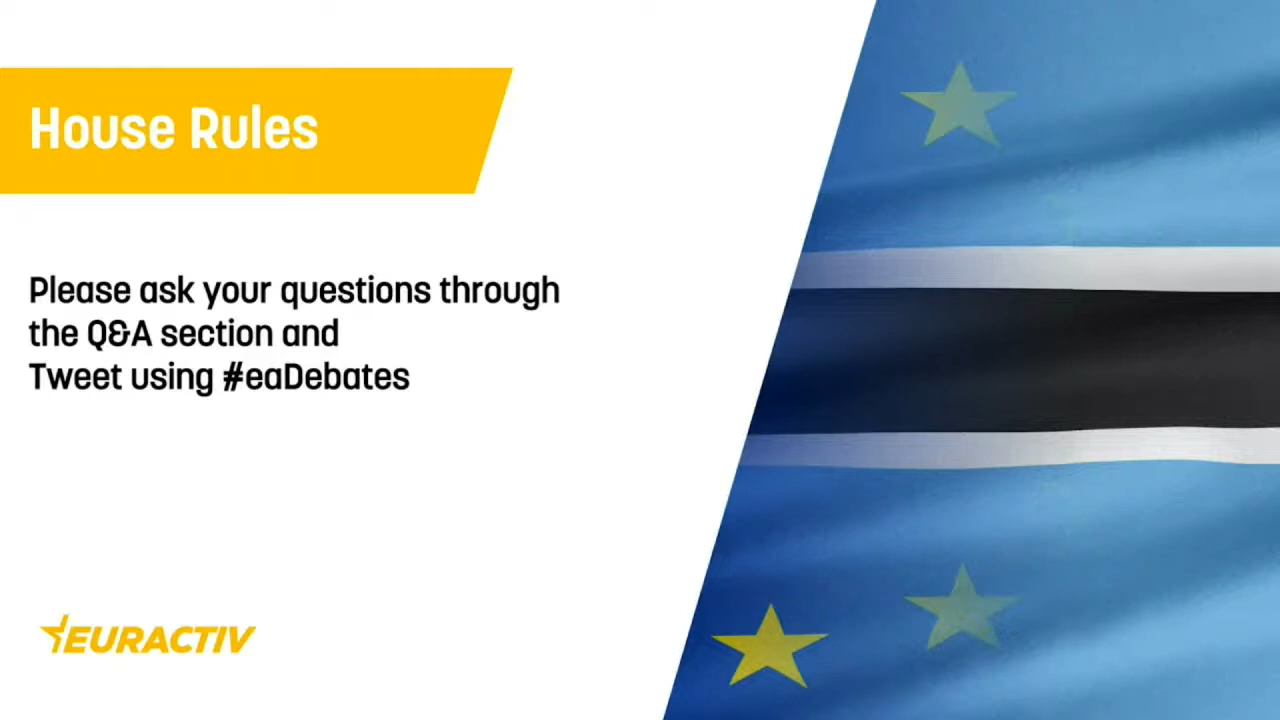 House Rules
Please ask your questions through
the Q&A section and
Tweet using #eaDebates
EURACTIV